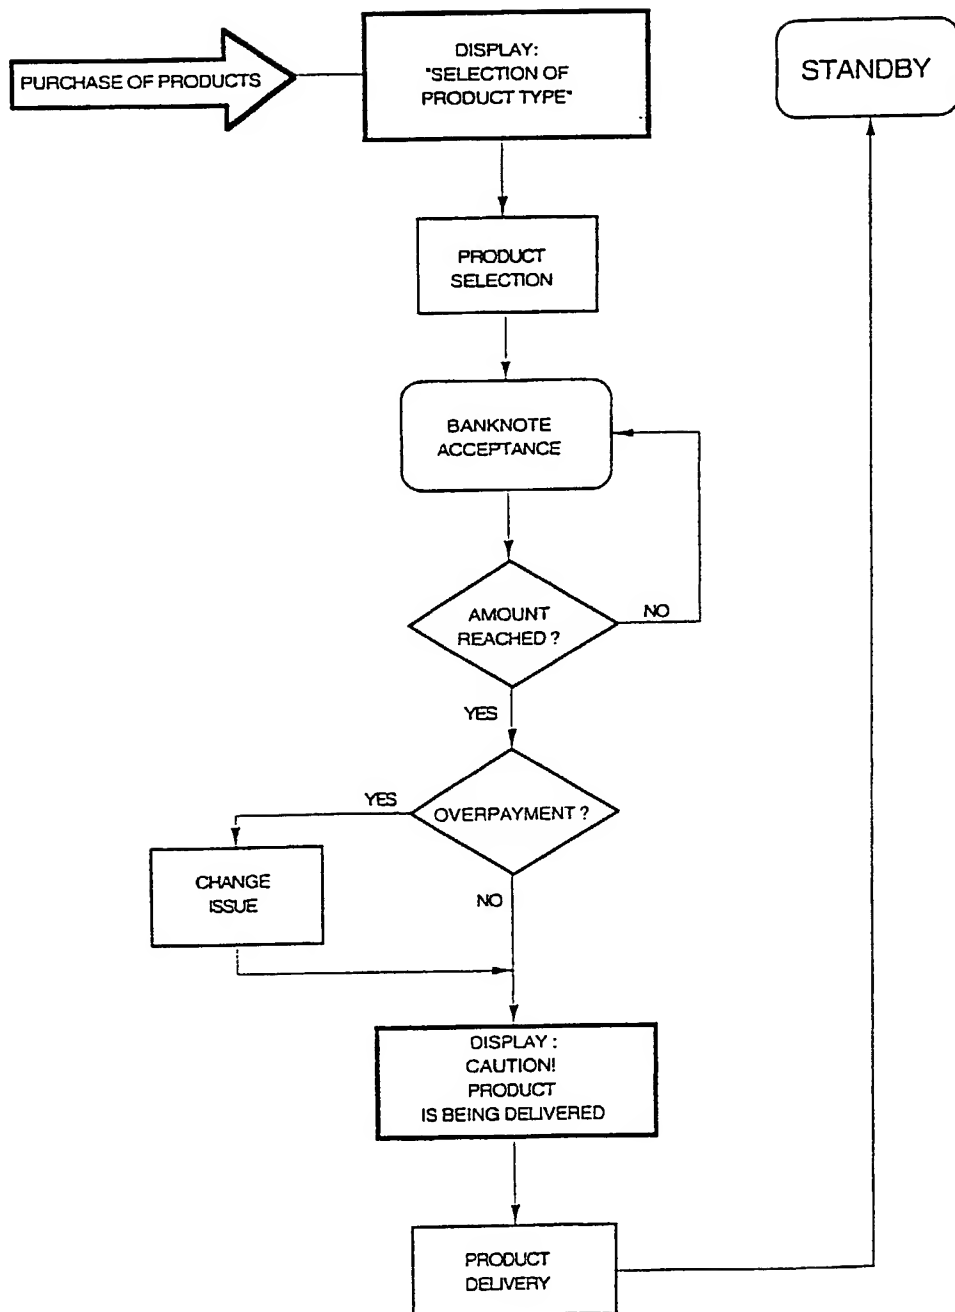 PURCHASE OF PRODUCTS
DISPLAY:
"SELECTION OF
PRODUCT TYPE"
STANDBY
PRODUCT
SELECTION
BANKNOTE
ACCEPTANCE
AMOUNT
REACHED ?
NO
YES
OVERPAYMENT ?
YES
CHANGE
ISSUE
NO
DISPLAY :
CAUTION!
PRODUCT
IS BEING DELIVERED
PRODUCT
DELIVERY